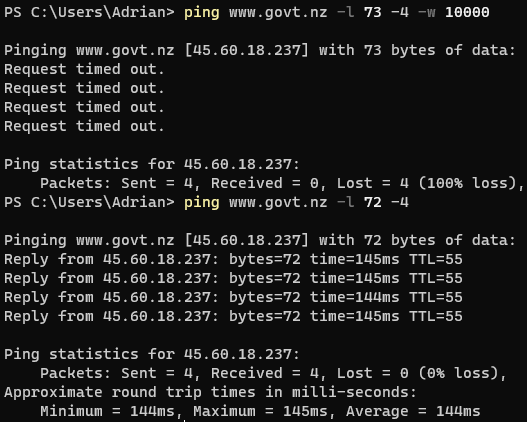 PS C:\Users\Adrian> ping www.govt.nz -l 73 -4 -w 10000
Pinging www.govt.nz [45.60.18.237] with 73 bytes of data:
Request timed out.
Request timed out.
Request timed out.
Request timed out.
Ping statistics for 45.60.18.237:
    Packets: Sent = 4, Received = 0, Lost = 4 (100% loss),
PS C:\Users\Adrian> ping www.govt.nz -l 72 -4
Pinging www.govt.nz [45.60.18.237] with 72 bytes of data:
Reply from 45.60.18.237: bytes=72 time=145ms TTL=55
Reply from 45.60.18.237: bytes=72 time=145ms TTL=55
Reply from 45.60.18.237: bytes=72 time=144ms TTL=55
Reply from 45.60.18.237: bytes=72 time=145ms TTL=55
Ping statistics for 45.60.18.237:
    Packets: Sent = 4, Received = 4, Lost = 0 (0% loss),
Approximate round trip times in milli-seconds:
    Minimum = 144ms, Maximum = 145ms, Average = 144ms